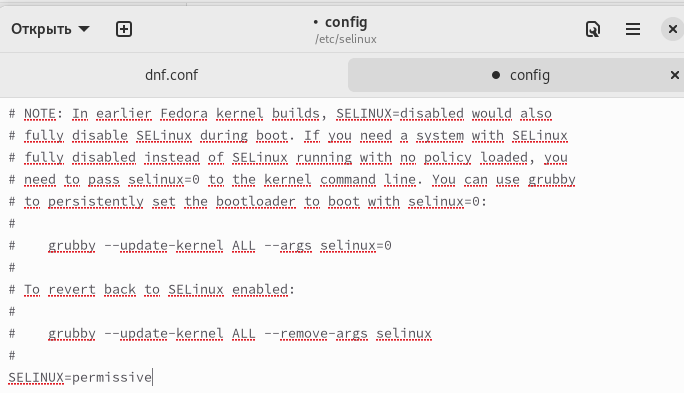 Открыть
• config
/etc/selinux
dnf.conf
● config
# NOTE: In earlier Fedora kernel builds, SELINUX=disabled would also
# fully disable SELinux during boot. If you need a system with SELinux
# fully disabled instead of SELinux running with no policy loaded, you
# need to pass selinux=0 to the kernel command line. You can use grubby
# to persistently set the bootloader to boot with selinux=0:
#
#    grubby --update-kernel ALL --args selinux=0
#
# To revert back to SELinux enabled:
#
#    grubby --update-kernel ALL --remove-args selinux
#
SELINUX=permissive